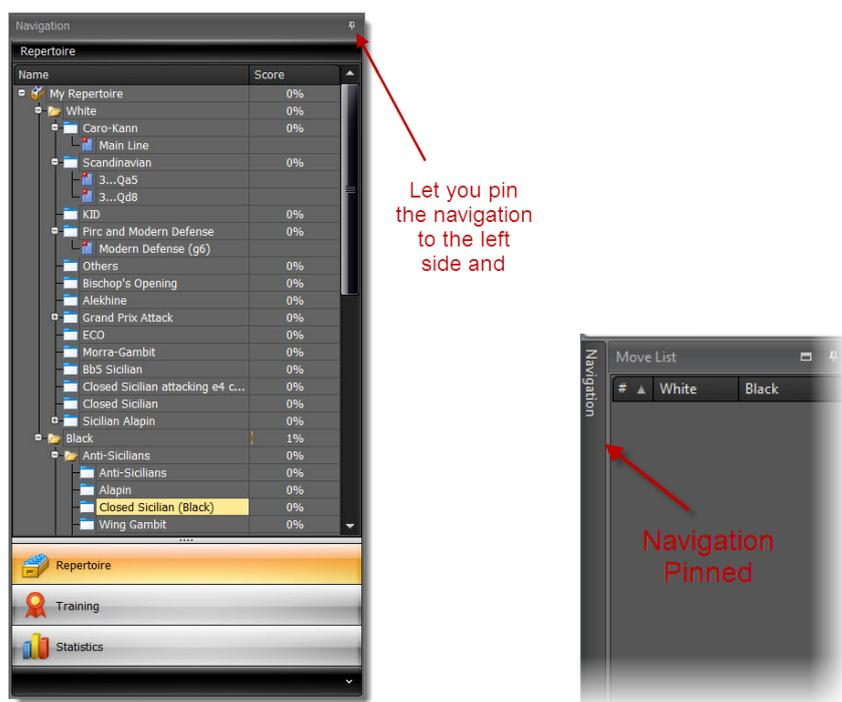 Navigation
Repertoire
Name Score
My Repertoire 0%
White 0%
Caro-Kann 0%
Main Line
Scandinavian 0%
3...Qa5
3...Qd8
KID 0%
Pirc and Modern Defense 0%
Modern Defense (g6)
Others 0%
Bischop's Opening 0%
Alekhine 0%
Grand Prix Attack 0%
ECO 0%
Morra-Gambit 0%
Bb5 Sicilian 0%
Closed Sicilian attacking e4 c... 0%
Closed Sicilian 0%
Sicilian Alapin 0%
Black 1%
Anti-Sicilians 0%
Anti-Sicilians 0%
Alapin 0%
Closed Sicilian (Black) 0%
Wing Gambit 0%
Repertoire
Training
Statistics
Let you pin
the navigation
to the left
side and
Navigation
Move List
# White Black
Navigation
Pinned